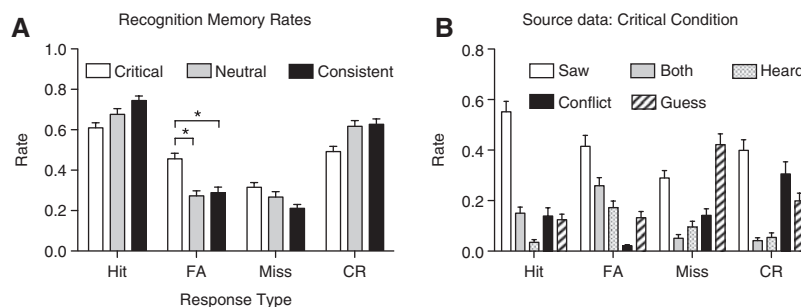 A
Recognition Memory Rates
Critical Neutral Consistent
Rate
1.0
0.8
0.6
0.4
0.2
0.0
* 
*
Hit FA Miss CR
Response Type
B
Source data: Critical Condition
Saw Both Heard
Conflict Guess
Rate
0.8
0.6
0.4
0.2
0.0
Hit FA Miss CR